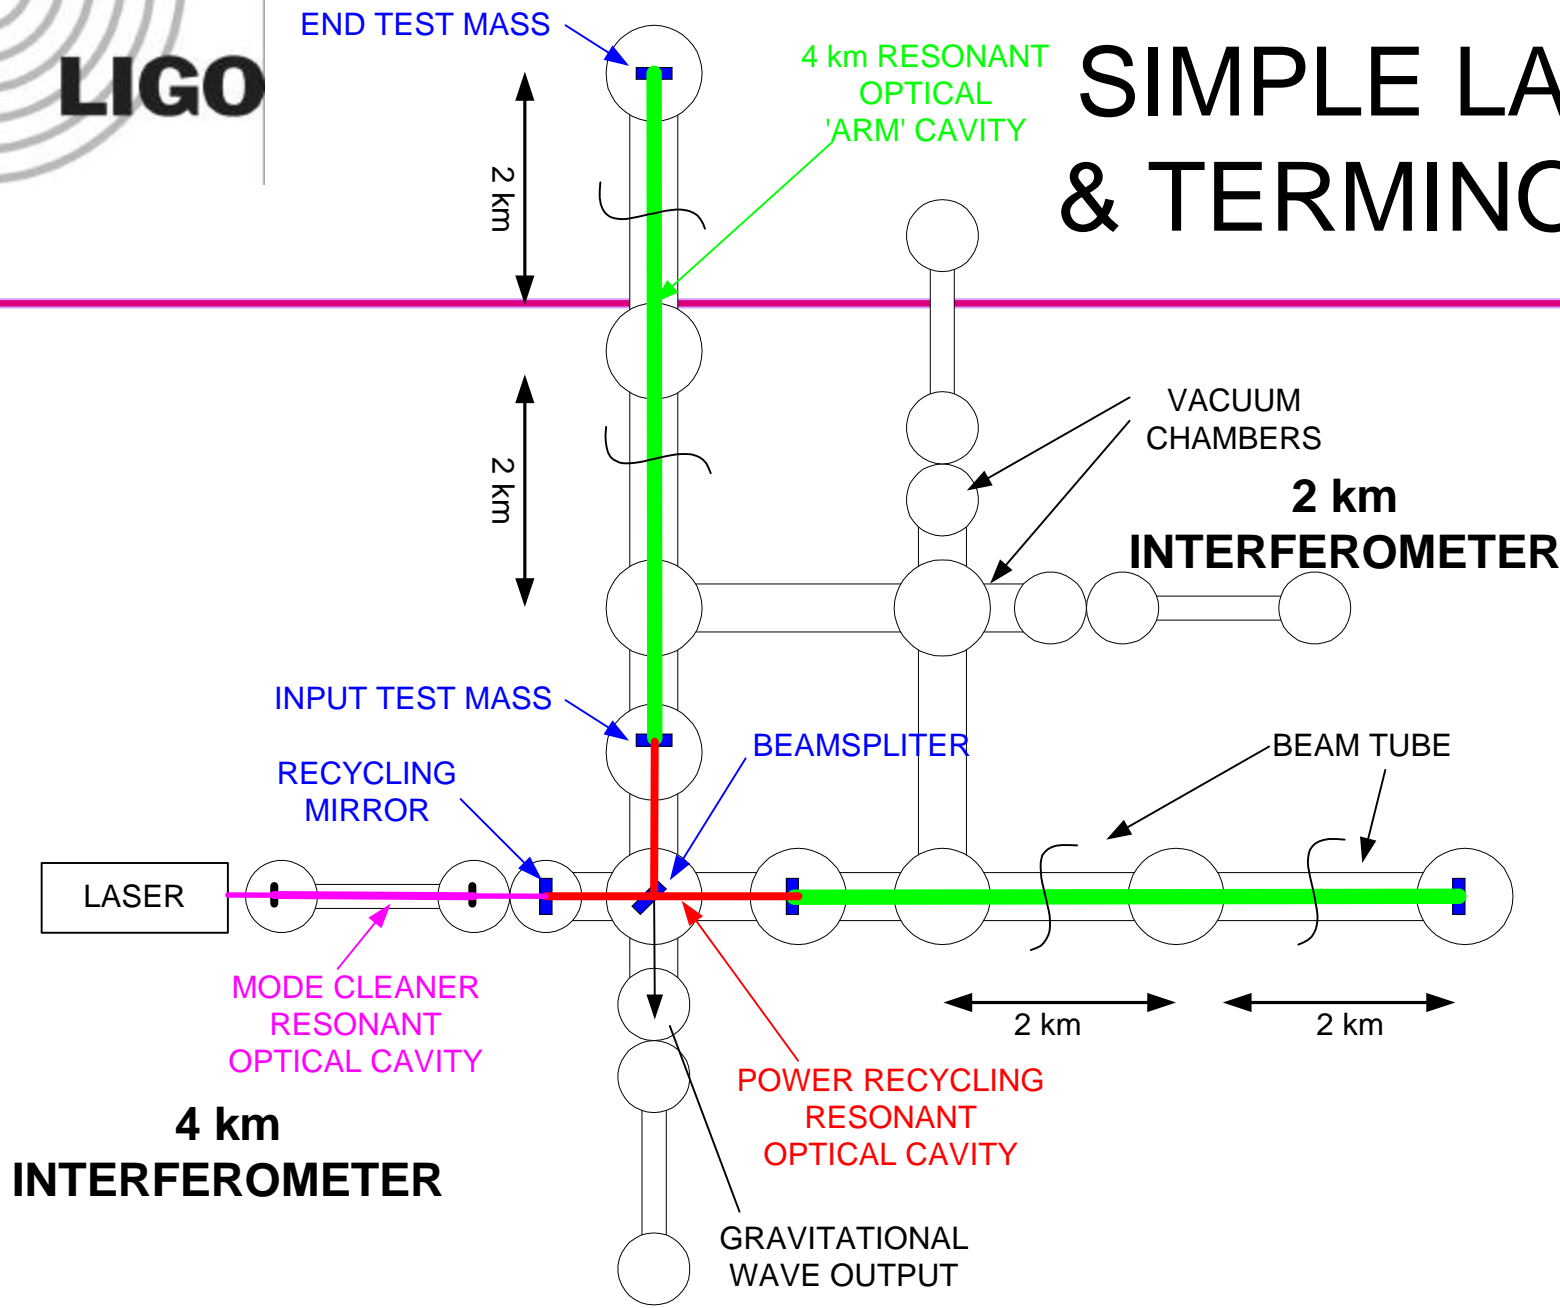 LIGO
SIMPLE LA
& TERMINO
END TEST MASS
4 km RESONANT
OPTICAL
'ARM' CAVITY
2 km
2 km
VACUUM
CHAMBERS
2 km
INTERFEROMETER
INPUT TEST MASS
BEAMSPLITER
BEAM TUBE
RECYCLING
MIRROR
LASER
MODE CLEANER
RESONANT
OPTICAL CAVITY
2 km
2 km
POWER RECYCLING
RESONANT
OPTICAL CAVITY
4 km
INTERFEROMETER
GRAVITATIONAL
WAVE OUTPUT